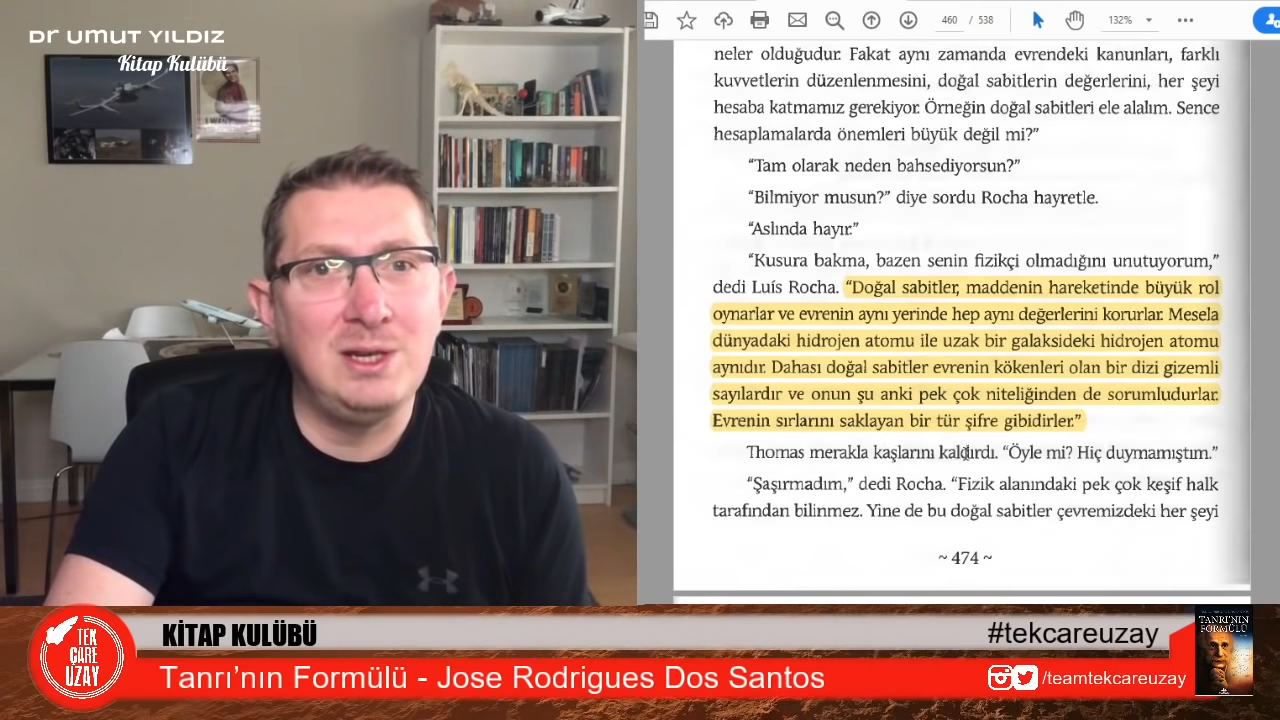 Dr UMUT YILDIZ
Kitap Kulübü
460 / 538
132%
neler olduğudur. Fakat aynı zamanda evrendeki kanunları, farklı
kuvvetlerin düzenlenmesini, doğal sabitlerin değerlerini, her şeyi
hesaba katmamız gerekiyor. Örneğin doğal sabitleri ele alalım. Sence
hesaplamalarda önemleri büyük değil mi?”
“Tam olarak neden bahsediyorsun?”
“Bilmiyor musun?” diye sordu Rocha hayretle.
“Aslında hayır.”
“Kusura bakma, bazen senin fizikçi olmadığını unutuyorum,”
dedi Luís Rocha. “Doğal sabitler, maddenin hareketinde büyük rol
oynarlar ve evrenin aynı yerinde hep aynı değerlerini korurlar. Mesela
dünyadaki hidrojen atomu ile uzak bir galaksideki hidrojen atomu
aynıdır. Dahası doğal sabitler evrenin kökenleri olan bir dizi gizemli
sayılardır ve onun şu anki pek çok niteliğinden de sorumludurlar.
Evrenin sırlarını saklayan bir tür şifre gibidirler.”
Thomas merakla kaşlarını kaldırdı. “Öyle mi? Hiç duymamıştım.”
“Şaşırmadım,” dedi Rocha. “Fizik alanındaki pek çok keşif halk
tarafından bilinmez. Yine de bu doğal sabitler çevremizdeki her şeyi
~ 474 ~
TEK
ÇARE
UZAY
KİTAP KULÜBÜ
#tekcareuzay
Tanrı’nın Formülü - Jose Rodrigues Dos Santos
/teamtekcareuzay
TANRI'NIN
FORMÜLÜ